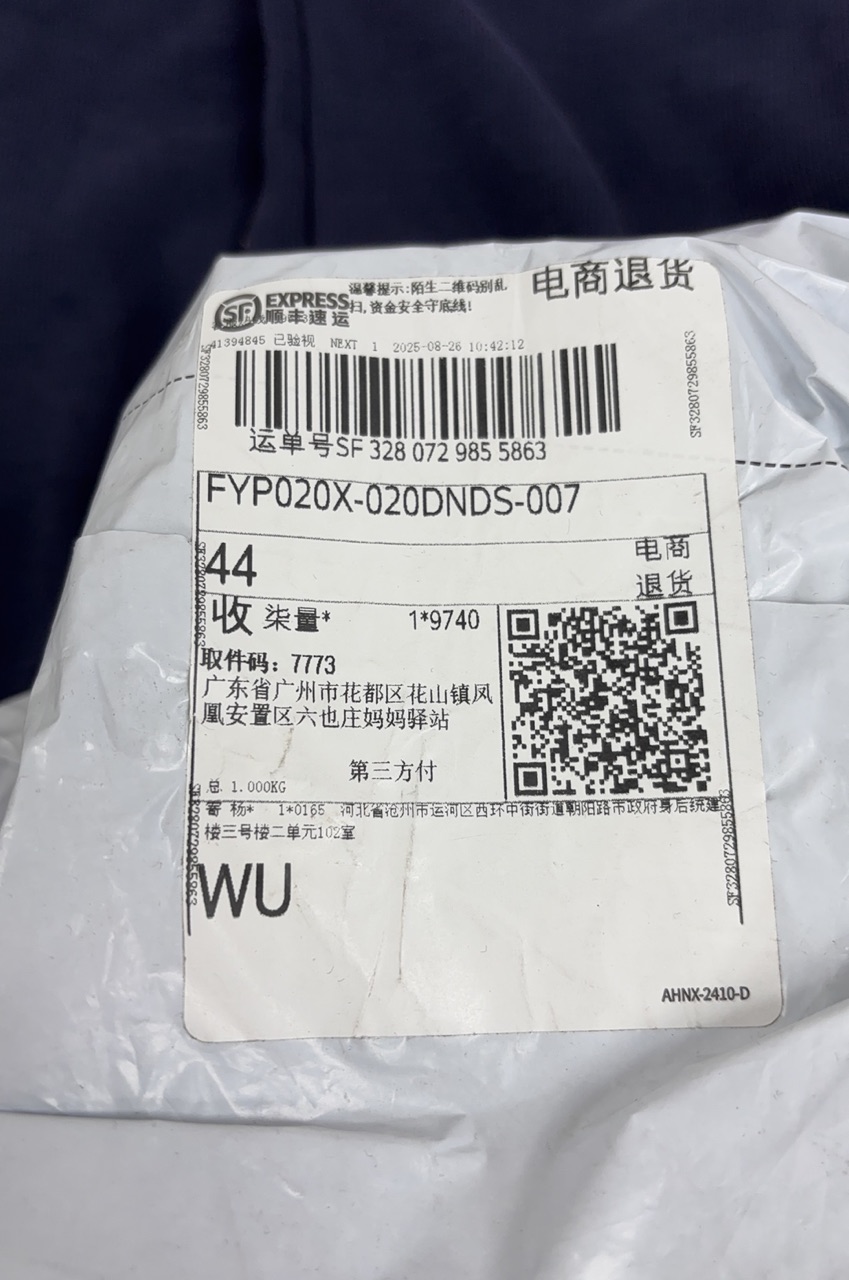 SF EXPRESS
顺丰速运
温馨提示:陌生二维码别乱
扫,资金安全守底线!
电商退货
41394845 已验视 NEXT 1 2025-08-26 10:42:12
SF3280729855863
SF3280729855863
运单号SF 328 072 985 5863
FYP020X-020DNDS-007
44
电商
退货
SF3280729855863
收 柒量* 1*9740
取件码:7773
广东省广州市花都区花山镇凤
凰安置区六也庄妈妈驿站
第三方付
总 1.000KG
寄 杨* 1*0165 河北省沧州市运河区西环中街街道朝阳路市政府身后统建
楼三号楼二单元102室
SF3280729855863
SF3280729855863
WU
AHNX-2410-D